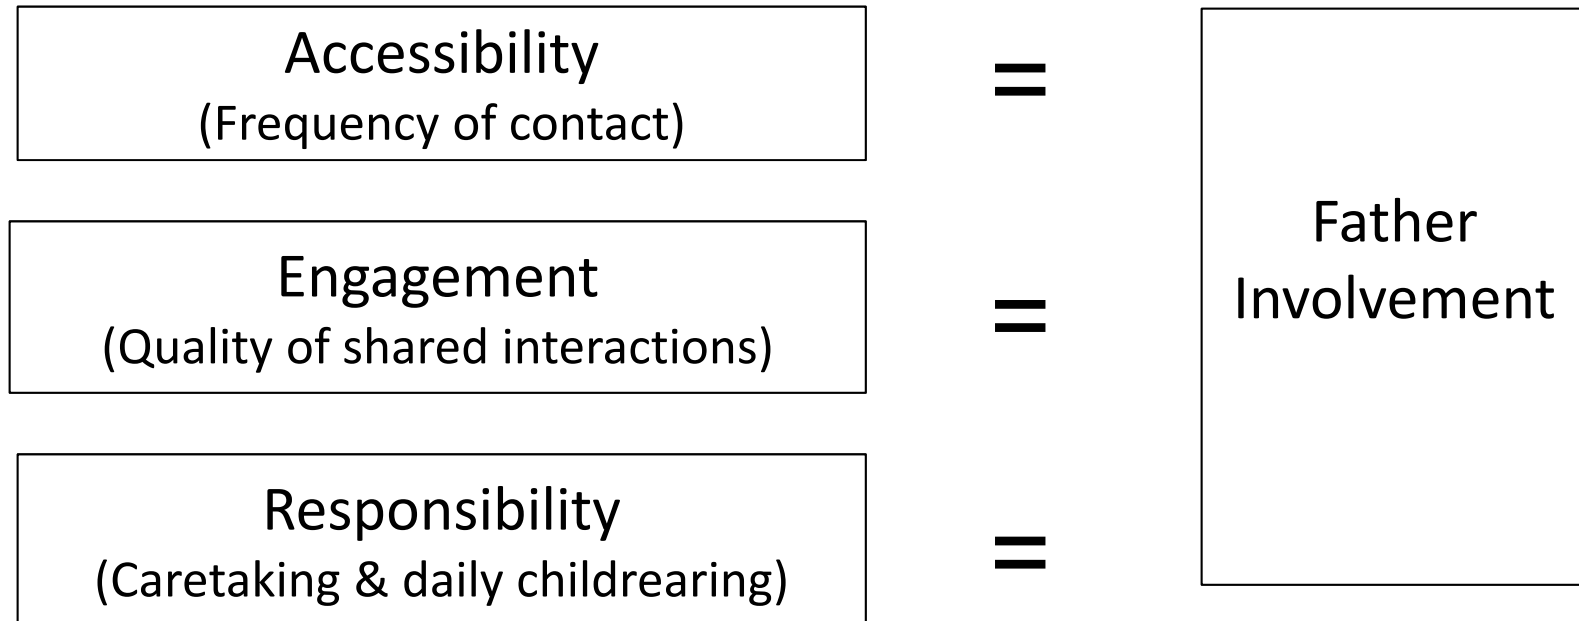 Accessibility
(Frequency of contact)
=
Engagement
(Quality of shared interactions)
=
Responsibility
(Caretaking & daily childrearing)
=
Father
Involvement